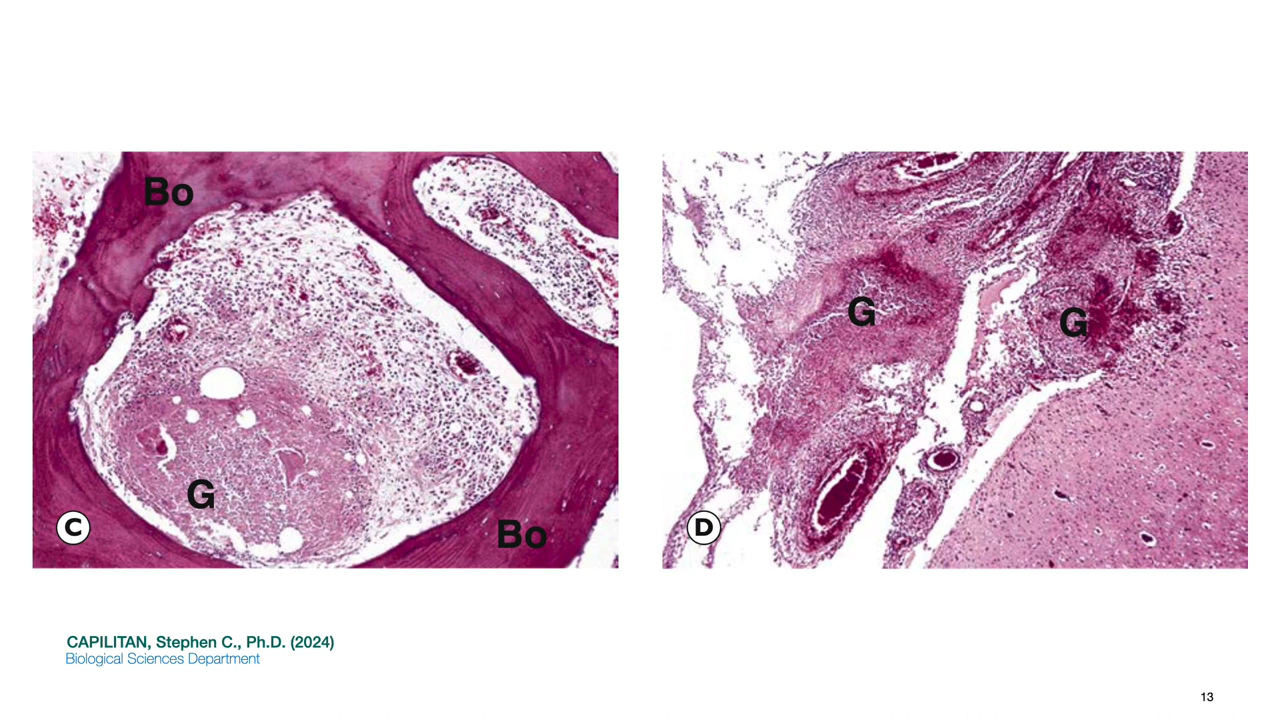 Bo
G
Bo
C
G
G
D
CAPILITAN, Stephen C., Ph.D. (2024)
Biological Sciences Department
13